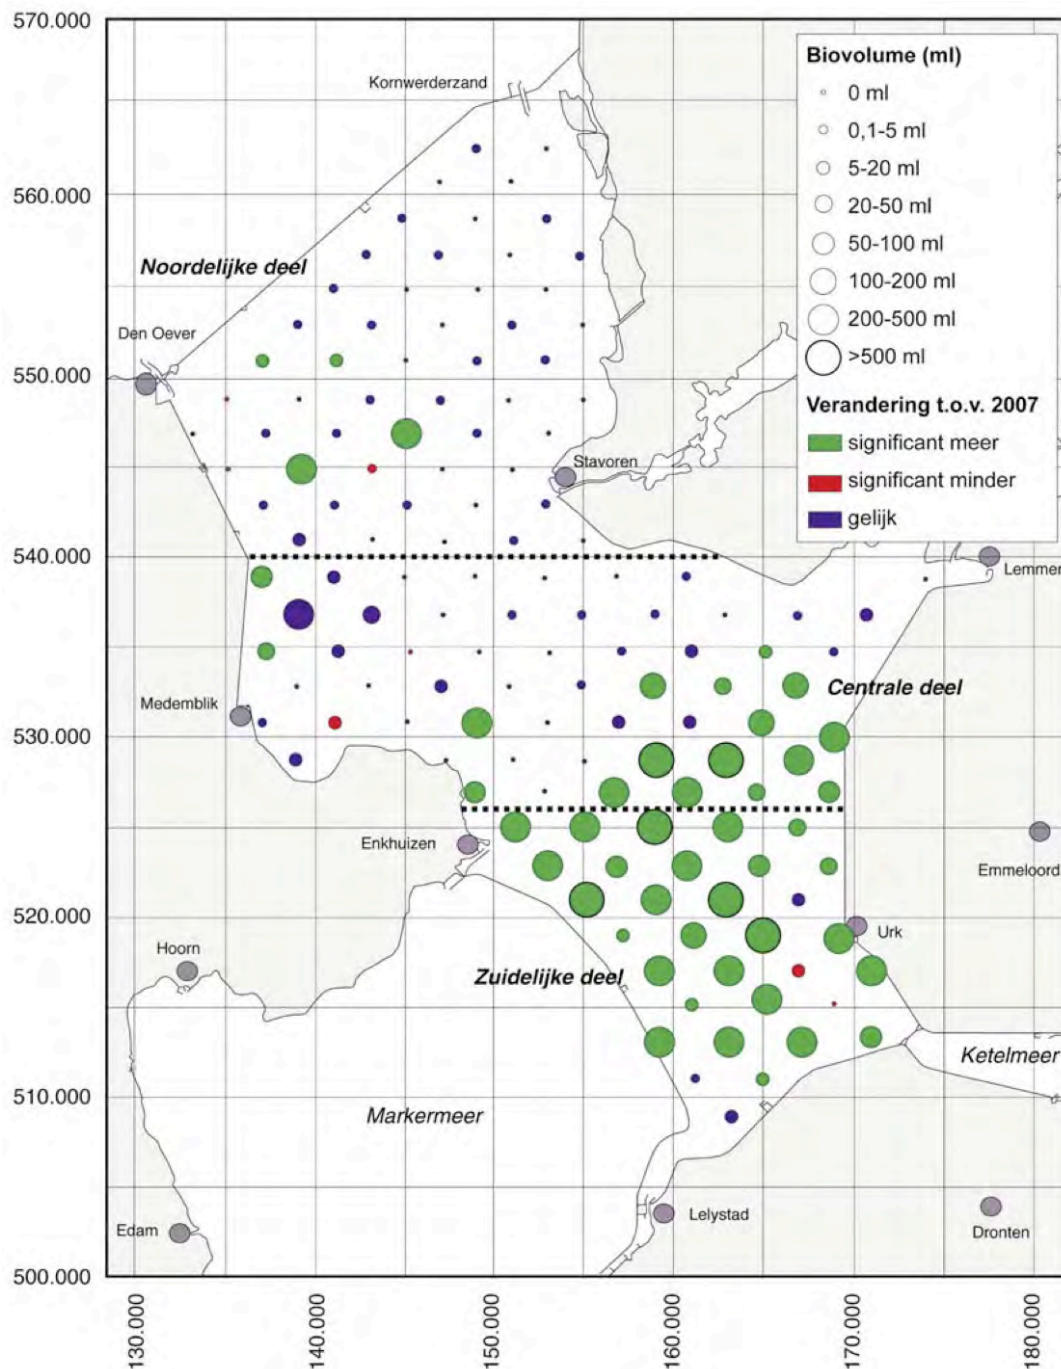 570.000
560.000
550.000
540.000
530.000
520.000
510.000
500.000
Kornwerderzand
Noordelijke deel
Den Oever
Stavoren
Lemmer
Medemblik
Centrale deel
Enkhuizen
Emmeloord
Urk
Hoorn
Zuidelijke deel
Ketelmeer
Markermeer
Edam
Lelystad
Dronten
Biovolume (ml)
0 ml
0,1-5 ml
5-20 ml
20-50 ml
50-100 ml
100-200 ml
200-500 ml
>500 ml
Verandering t.o.v. 2007
significant meer
significant minder
gelijk
130.000
140.000
150.000
160.000
170.000
180.000